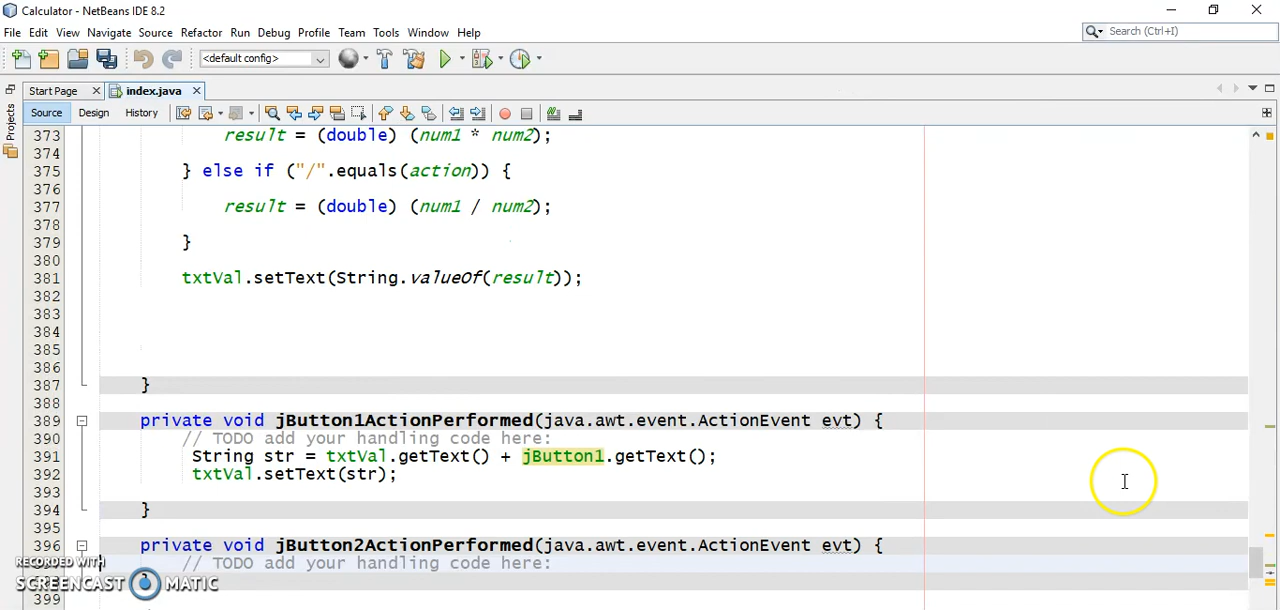 Calculator - NetBeans IDE 8.2
File Edit View Navigate Source Refactor Run Debug Profile Team Tools Window Help
Search (Ctrl+I)
<default config>
Start Page index.java
Projects
Source Design History
373 result = (double) (num1 * num2);
374
375 } else if ("/".equals(action)) {
376
377 result = (double) (num1 / num2);
378
379 }
380
381 txtVal.setText(String.valueOf(result));
382
383
384
385
386
387 }
388
389 private void jButton1ActionPerformed(java.awt.event.ActionEvent evt) {
390 // TODO add your handling code here:
391 String str = txtVal.getText() + jButton1.getText();
392 txtVal.setText(str);
393
394 }
395
396 private void jButton2ActionPerformed(java.awt.event.ActionEvent evt) {
// TODO add your handling code here:
RECORDED WITH
SCREENCAST MATIC
399